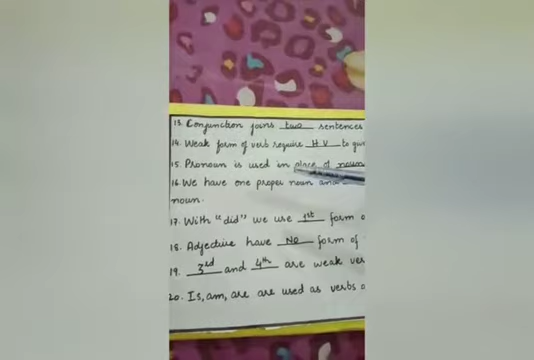 13. Conjunction joins two sentences
14. Weak form of verb require H V to
15. Pronoun is used in place of noun
16. We have one proper noun and
noun.
17. With "did" we use 1st form
18. Adjective have No form of
19. 3rd and 4th are weak
20. Is, am, are are used as verbs